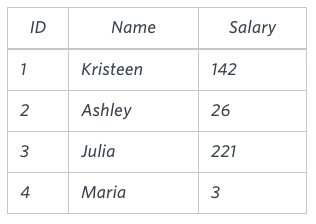 ID Name Salary
1 Kristeen 142
2 Ashley 26
3 Julia 221
4 Maria 3